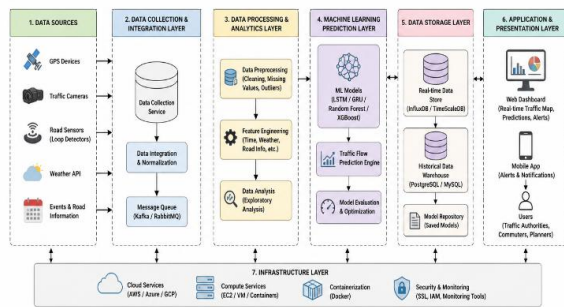 1. DATA SOURCES
GPS Devices
Traffic Cameras
Road Sensors
(Loop Detectors)
Weather API
Events & Road
Information
2. DATA COLLECTION &
INTEGRATION LAYER
Data Collection
Service
Data Integration
& Normalization
Message Queue
(Kafka / RabbitMQ)
3. DATA PROCESSING &
ANALYTICS LAYER
Data Preprocessing
(Cleaning, Missing
Values, Outliers)
Feature Engineering
(Time, Weather,
Road Info, etc.)
Data Analysis
(Exploratory
Analysis)
4. MACHINE LEARNING
PREDICTION LAYER
ML Models
(LSTM / GRU /
Random Forest /
XGBoost)
Traffic Flow
Prediction Engine
Model Evaluation
& Optimization
5. DATA STORAGE LAYER
Real-time Data
Store
(InfluxDB / TimeScaleDB)
Historical Data
Warehouse
(PostgreSQL / MySQL)
Model Repository
(Saved Models)
6. APPLICATION &
PRESENTATION LAYER
Web Dashboard
(Real-time Traffic Map,
Predictions, Alerts)
Mobile App
(Alerts & Notifications)
Users
(Traffic Authorities,
Commuters, Planners)
7. INFRASTRUCTURE LAYER
Cloud Services
(AWS / Azure / GCP)
Compute Services
(EC2 / VM / Containers)
Containerization
(Docker)
Security & Monitoring
(SSL, IAM, Monitoring Tools)